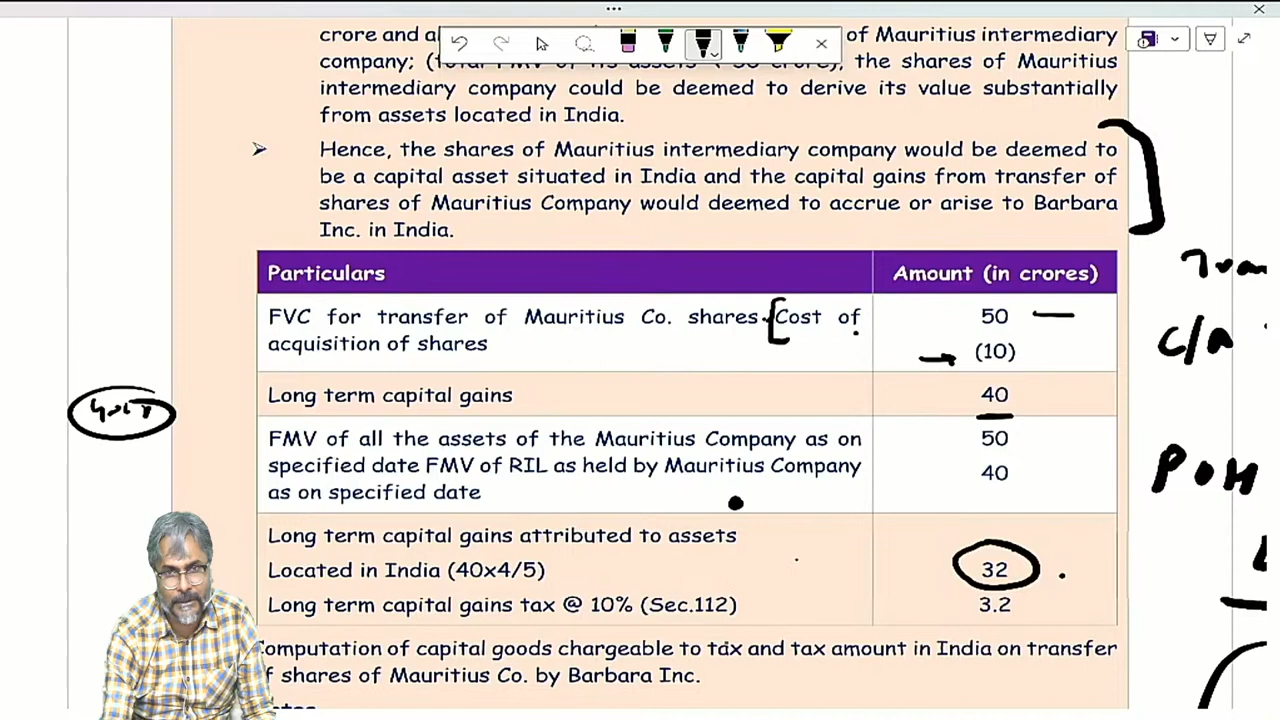 crore and
of Mauritius intermediary
company; (total FMV of its assets ₹ 50 crore), the shares of Mauritius
intermediary company could be deemed to derive its value substantially
from assets located in India.
Hence, the shares of Mauritius intermediary company would be deemed to
be a capital asset situated in India and the capital gains from transfer of
shares of Mauritius Company would deemed to accrue or arise to Barbara
Inc. in India.
Particulars Amount (in crores)
FVC for transfer of Mauritius Co. shares Cost of 50
acquisition of shares (10)
Long term capital gains 40
FMV of all the assets of the Mauritius Company as on 50
specified date FMV of RIL as held by Mauritius Company 40
as on specified date
Long term capital gains attributed to assets
Located in India (40x4/5) 32
Long term capital gains tax @ 10% (Sec.112) 3.2
omputation of capital goods chargeable to tax and tax amount in India on transfer
f shares of Mauritius Co. by Barbara Inc.
C/A
POH